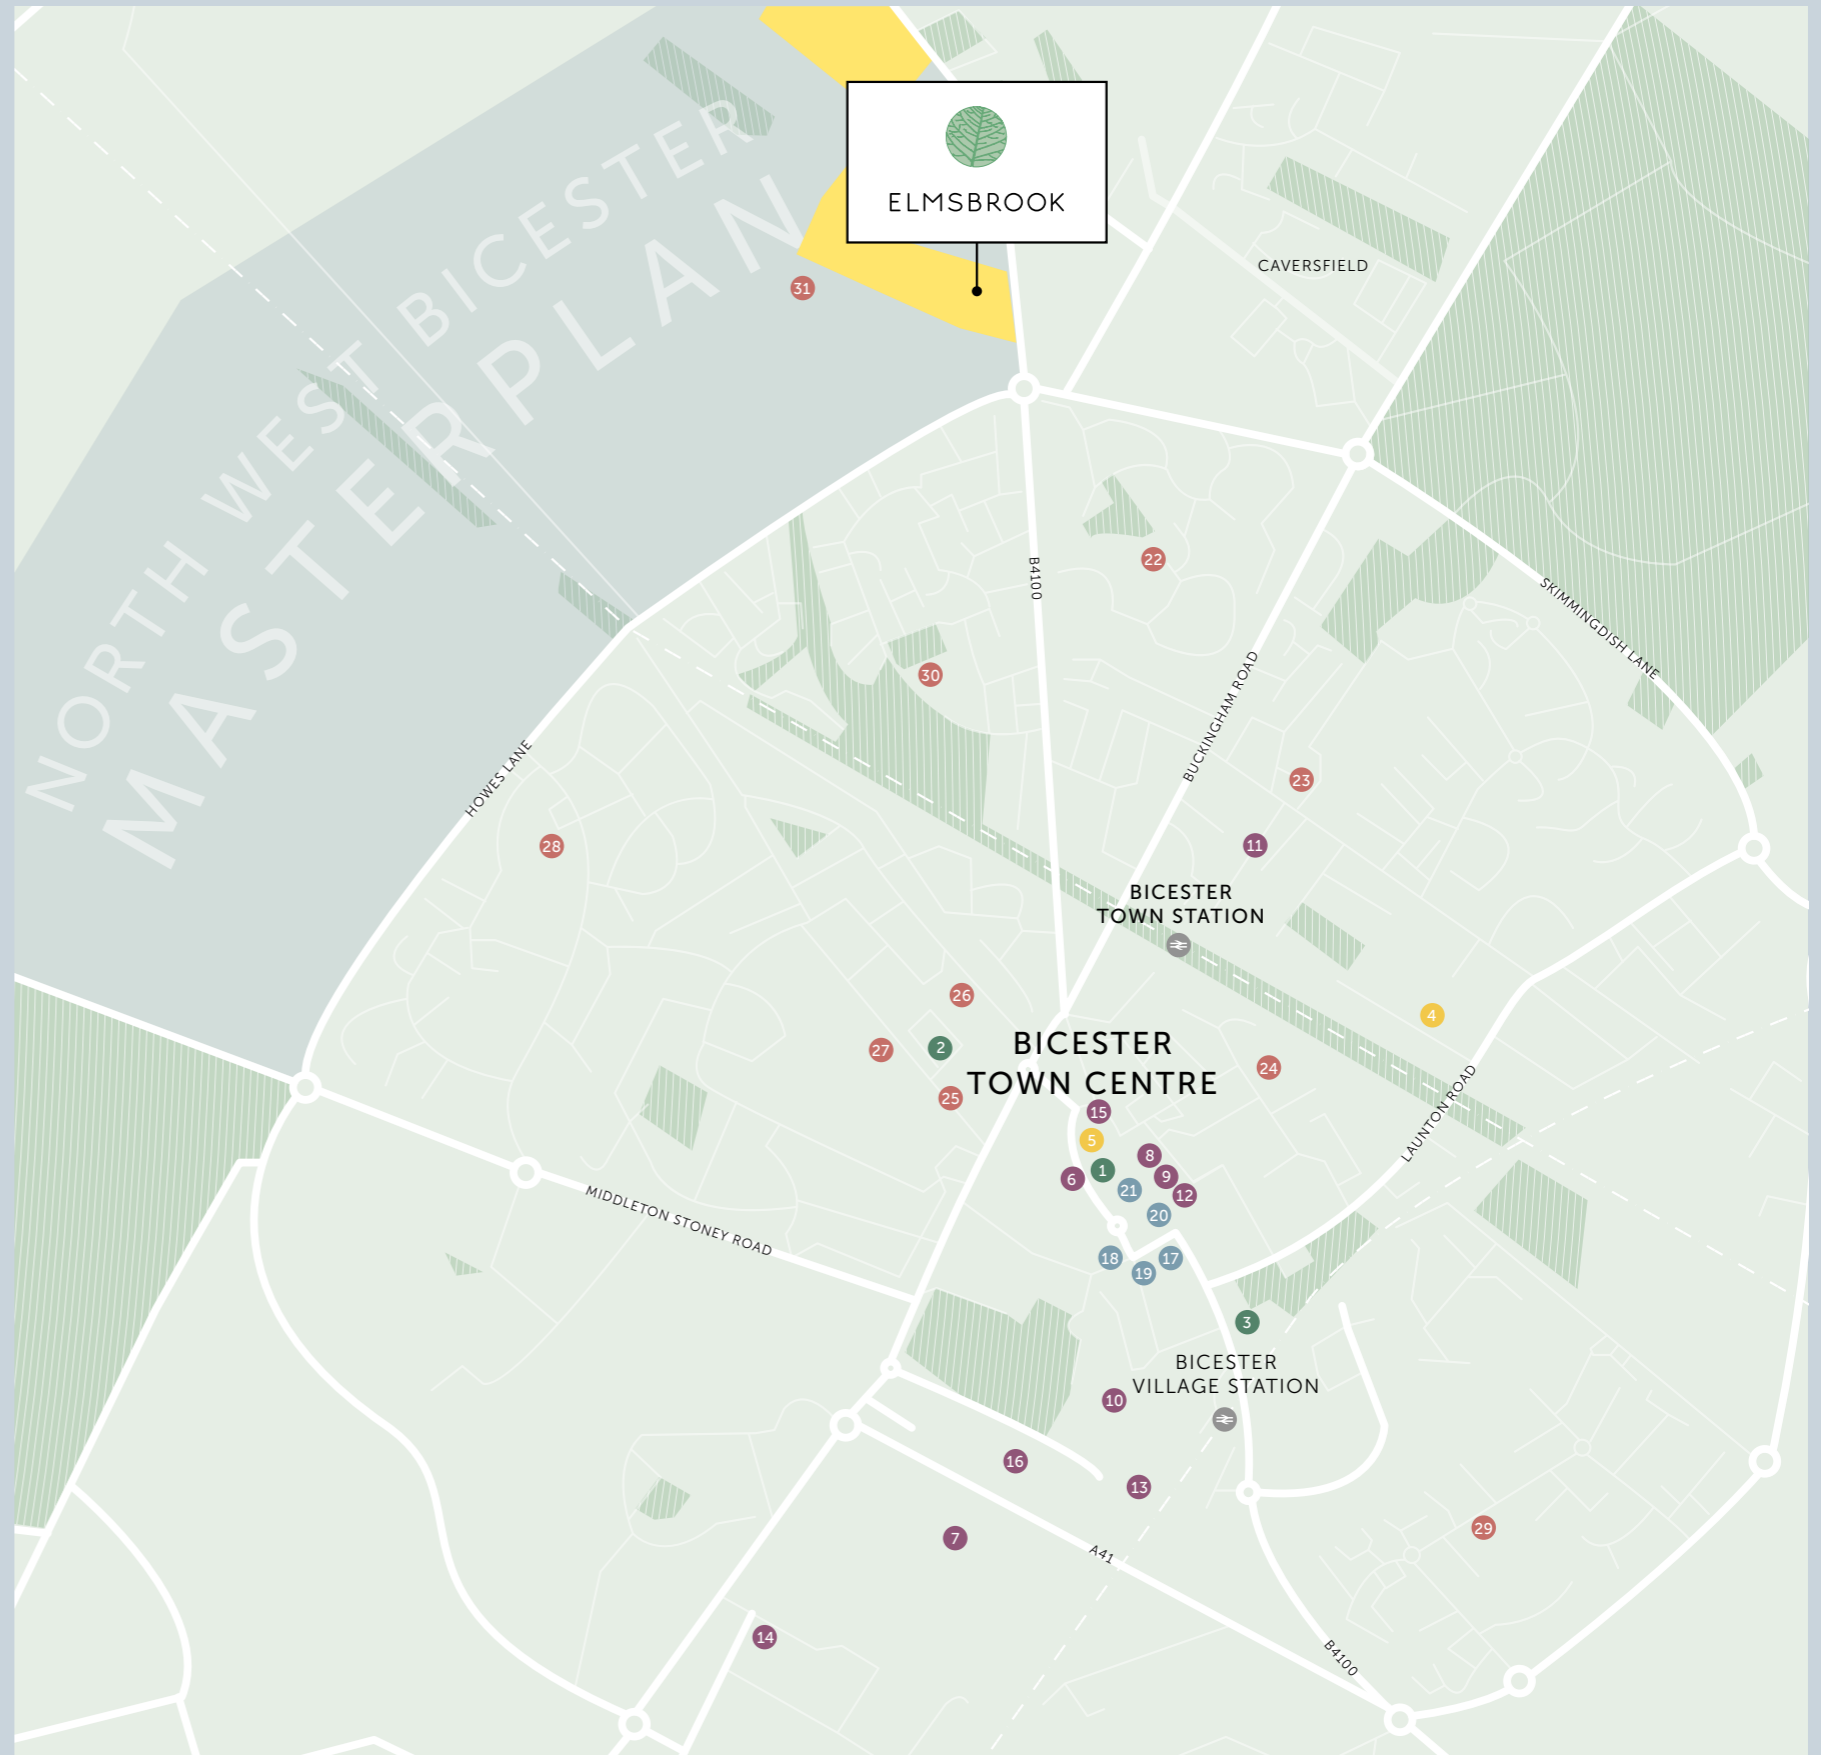 ELMSBROOK
NORTH WEST BICESTER
MASTERPLAN
CAVERSFIELD
31
B4100
22
SKIMMINGDISH LANE
30
BUCKINGHAM ROAD
HOWES LANE
23
28
11
BICESTER
TOWN STATION
26
4
27
2
BICESTER
TOWN CENTRE
24
25
15
LAUNTON ROAD
5
8
6
1
9
21
12
20
MIDDLETON STONEY ROAD
18
17
19
3
BICESTER
VILLAGE STATION
10
16
13
29
7
A41
14
B4100